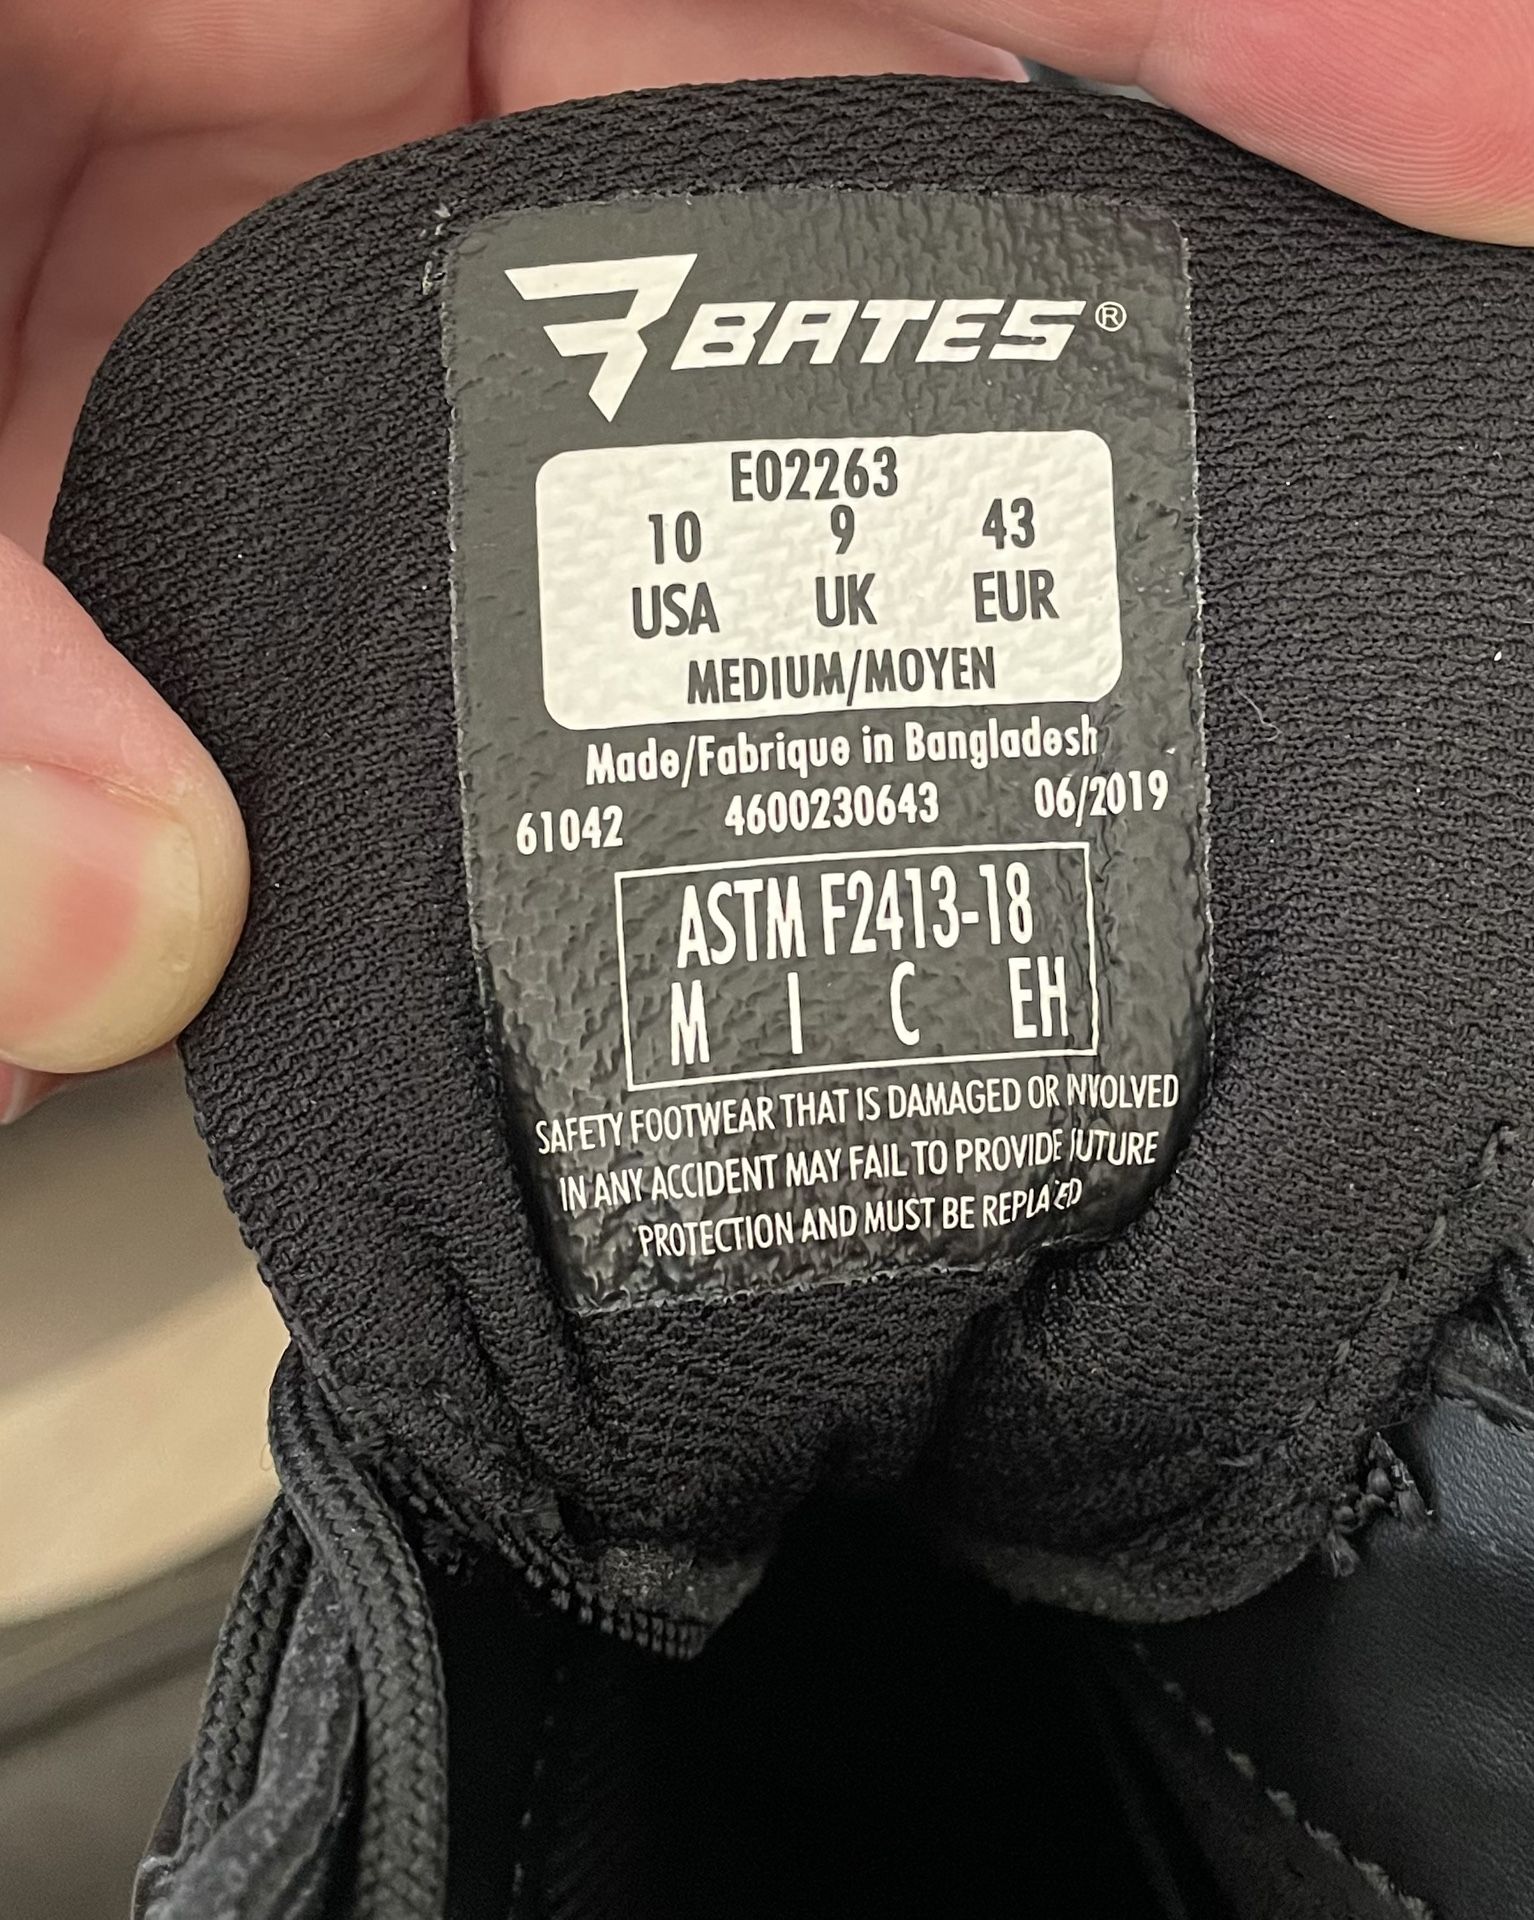 BATES®
E02263
10 9 43
USA UK EUR
MEDIUM/MOYEN
Made/Fabrique in Bangladesh
61042 4600230643 06/2019
ASTM F2413-18
M I C EH
SAFETY FOOTWEAR THAT IS DAMAGED OR INVOLVED
IN ANY ACCIDENT MAY FAIL TO PROVIDE FUTURE
PROTECTION AND MUST BE REPLACED